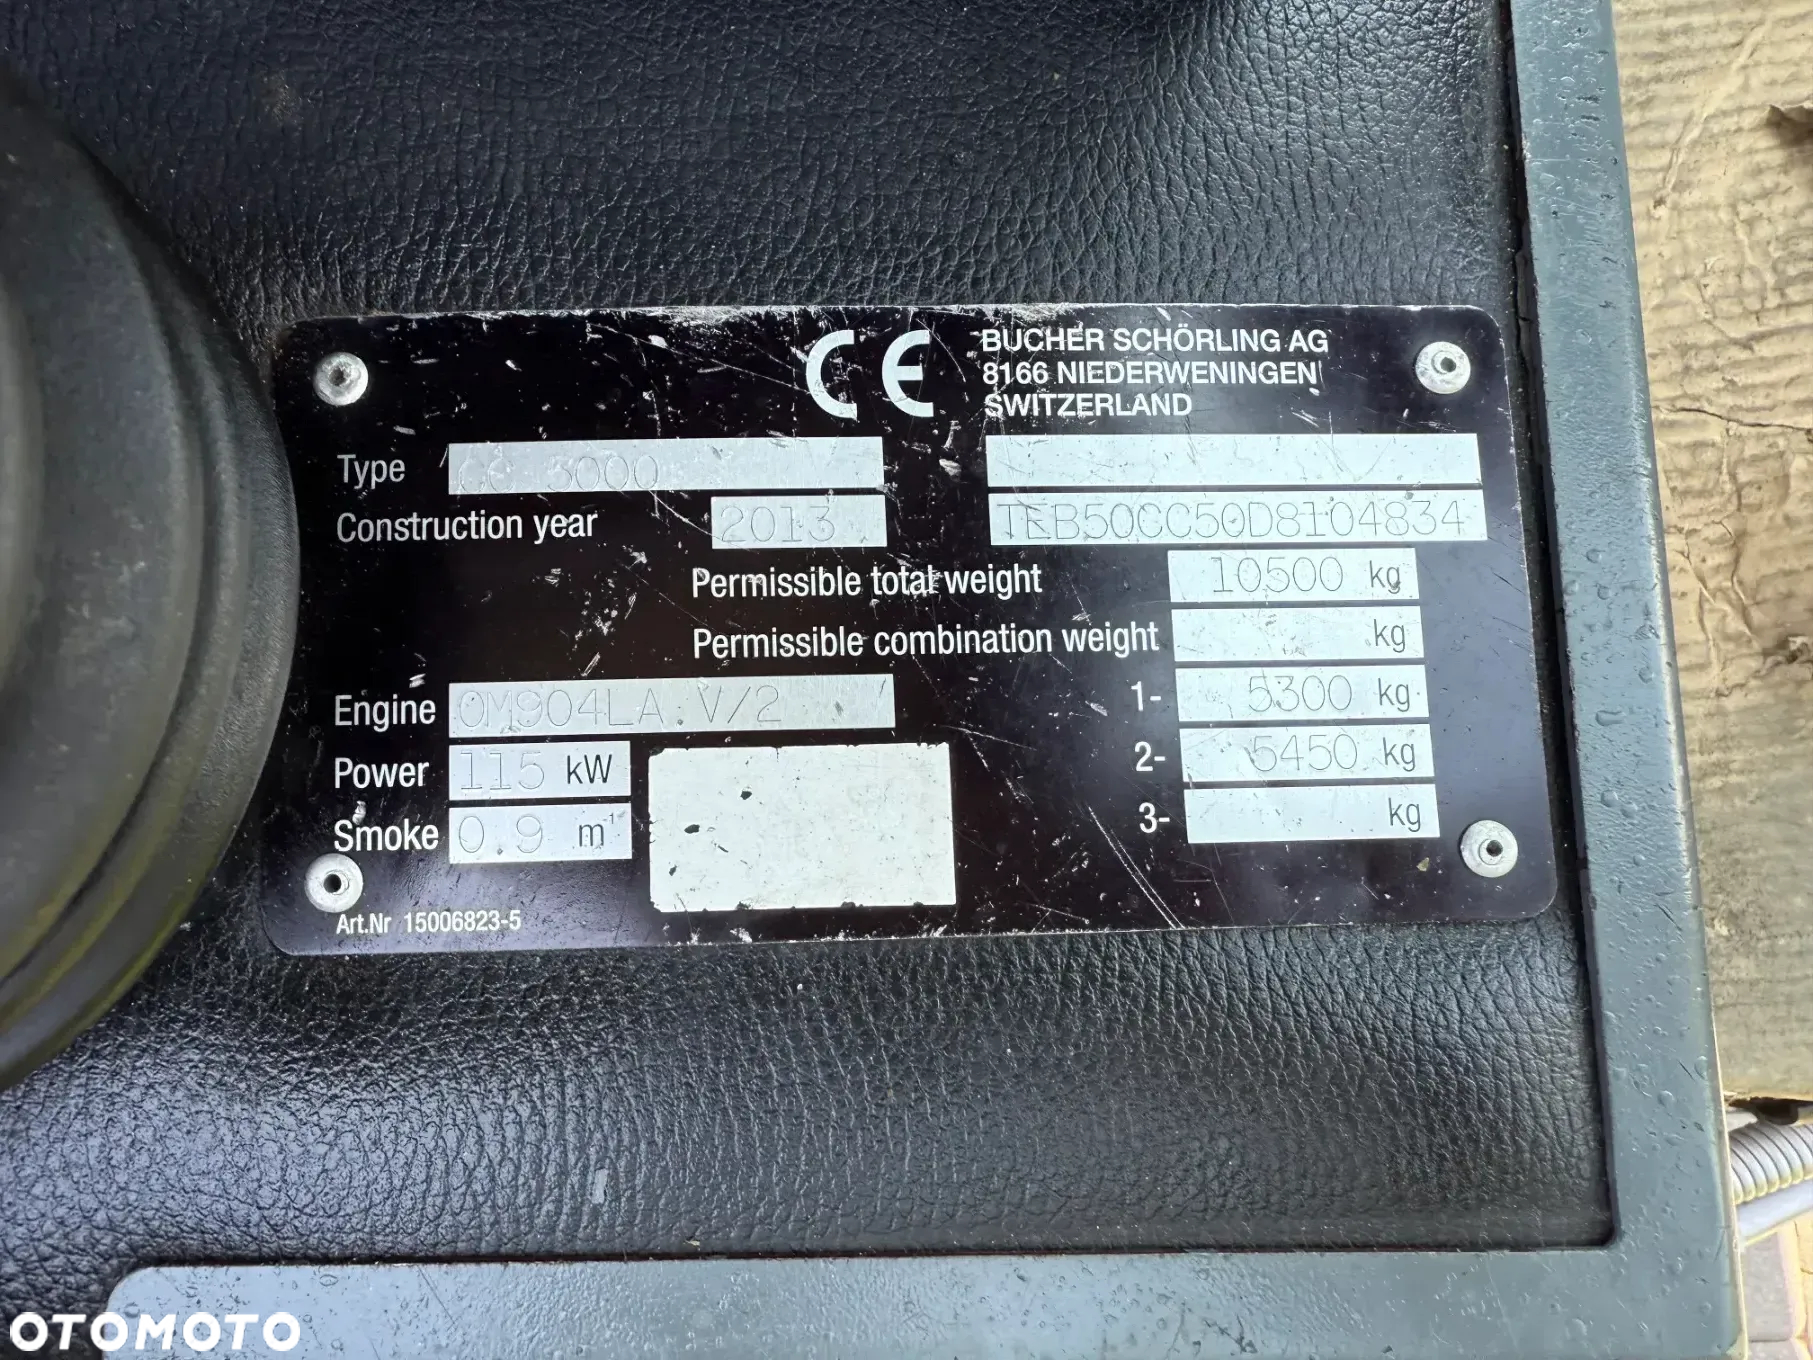 CE
BUCHER SCHÖRLING AG
8166 NIEDERWENINGEN
SWITZERLAND
Type CC 5000
Construction year 2013
TEB50CC50D8104834
Permissible total weight 10500 kg
Permissible combination weight kg
1- 5300 kg
2- 5450 kg
3- kg
Engine OM904LA.V/2
Power 115 kW
Smoke 0.9 m⁻¹
Art.Nr 15006823-5
OTOMOTO